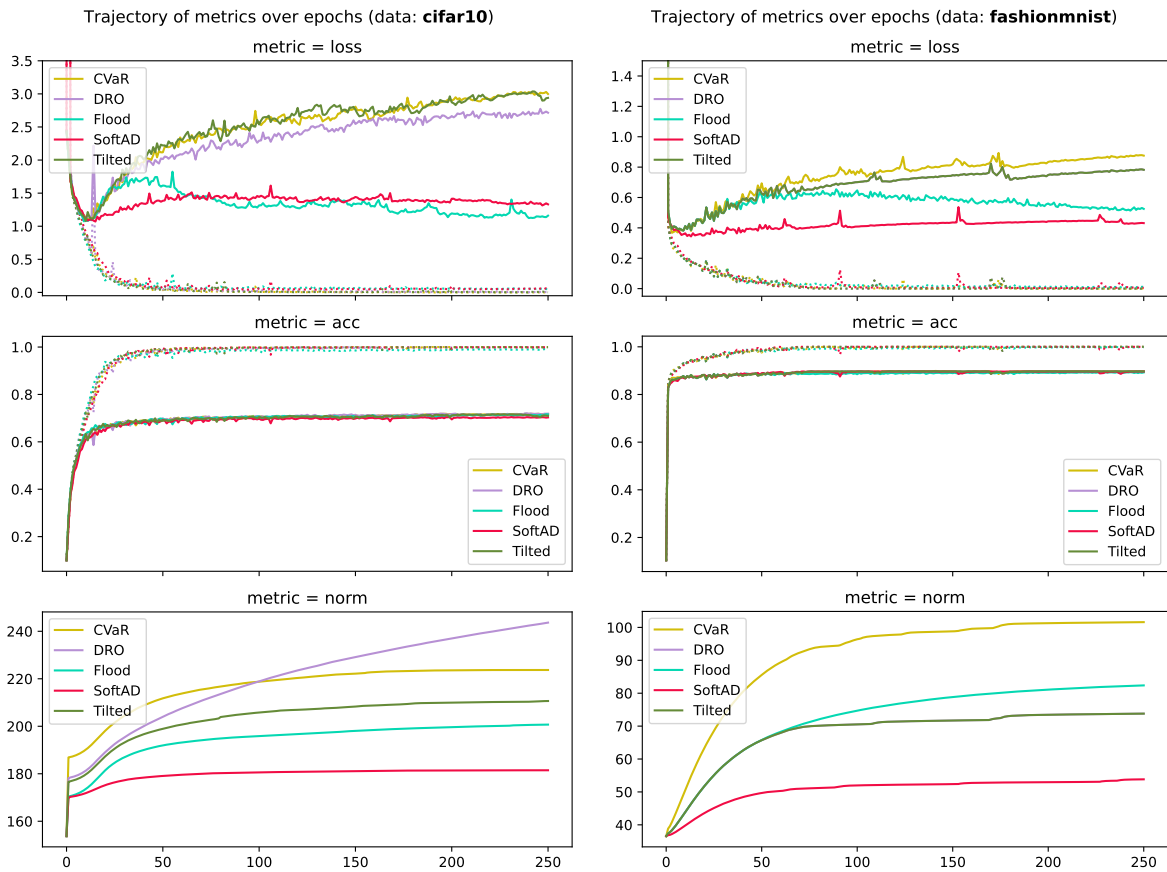 Trajectory of metrics over epochs (data: cifar10)
metric = loss
3.5
3.0
2.5
2.0
1.5
1.0
0.5
0.0
CVaR
DRO
Flood
SoftAD
Tilted
metric = acc
1.0
0.8
0.6
0.4
0.2
CVaR
DRO
Flood
SoftAD
Tilted
metric = norm
240
220
200
180
160
CVaR
DRO
Flood
SoftAD
Tilted
0 50 100 150 200 250
Trajectory of metrics over epochs (data: fashionmnist)
metric = loss
1.4
1.2
1.0
0.8
0.6
0.4
0.2
0.0
CVaR
DRO
Flood
SoftAD
Tilted
metric = acc
1.0
0.8
0.6
0.4
0.2
CVaR
DRO
Flood
SoftAD
Tilted
metric = norm
100
90
80
70
60
50
40
CVaR
DRO
Flood
SoftAD
Tilted
0 50 100 150 200 250